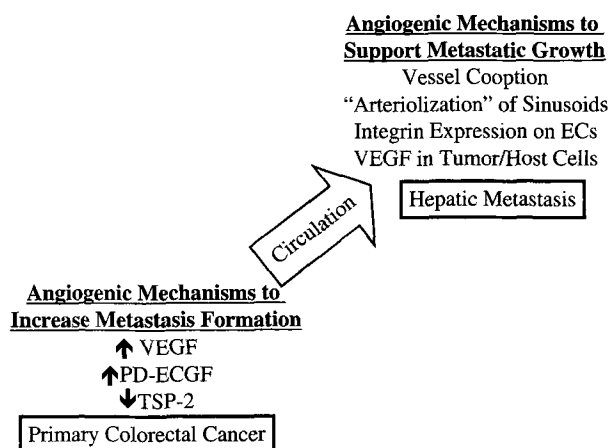 Angiogenic Mechanisms to
Support Metastatic Growth
Vessel Cooption
“Arteriolization” of Sinusoids
Integrin Expression on ECs
VEGF in Tumor/Host Cells
Hepatic Metastasis
Circulation
Angiogenic Mechanisms to
Increase Metastasis Formation
↑ VEGF
↑PD-ECGF
↓TSP-2
Primary Colorectal Cancer